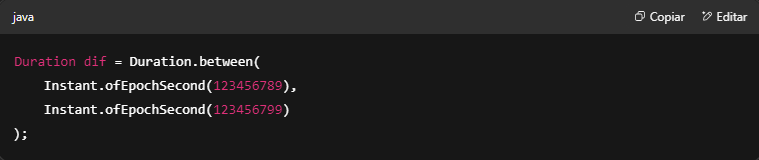 java
Copiar
Editar
Duration dif = Duration.between(
    Instant.ofEpochSecond(123456789),
    Instant.ofEpochSecond(123456799)
);